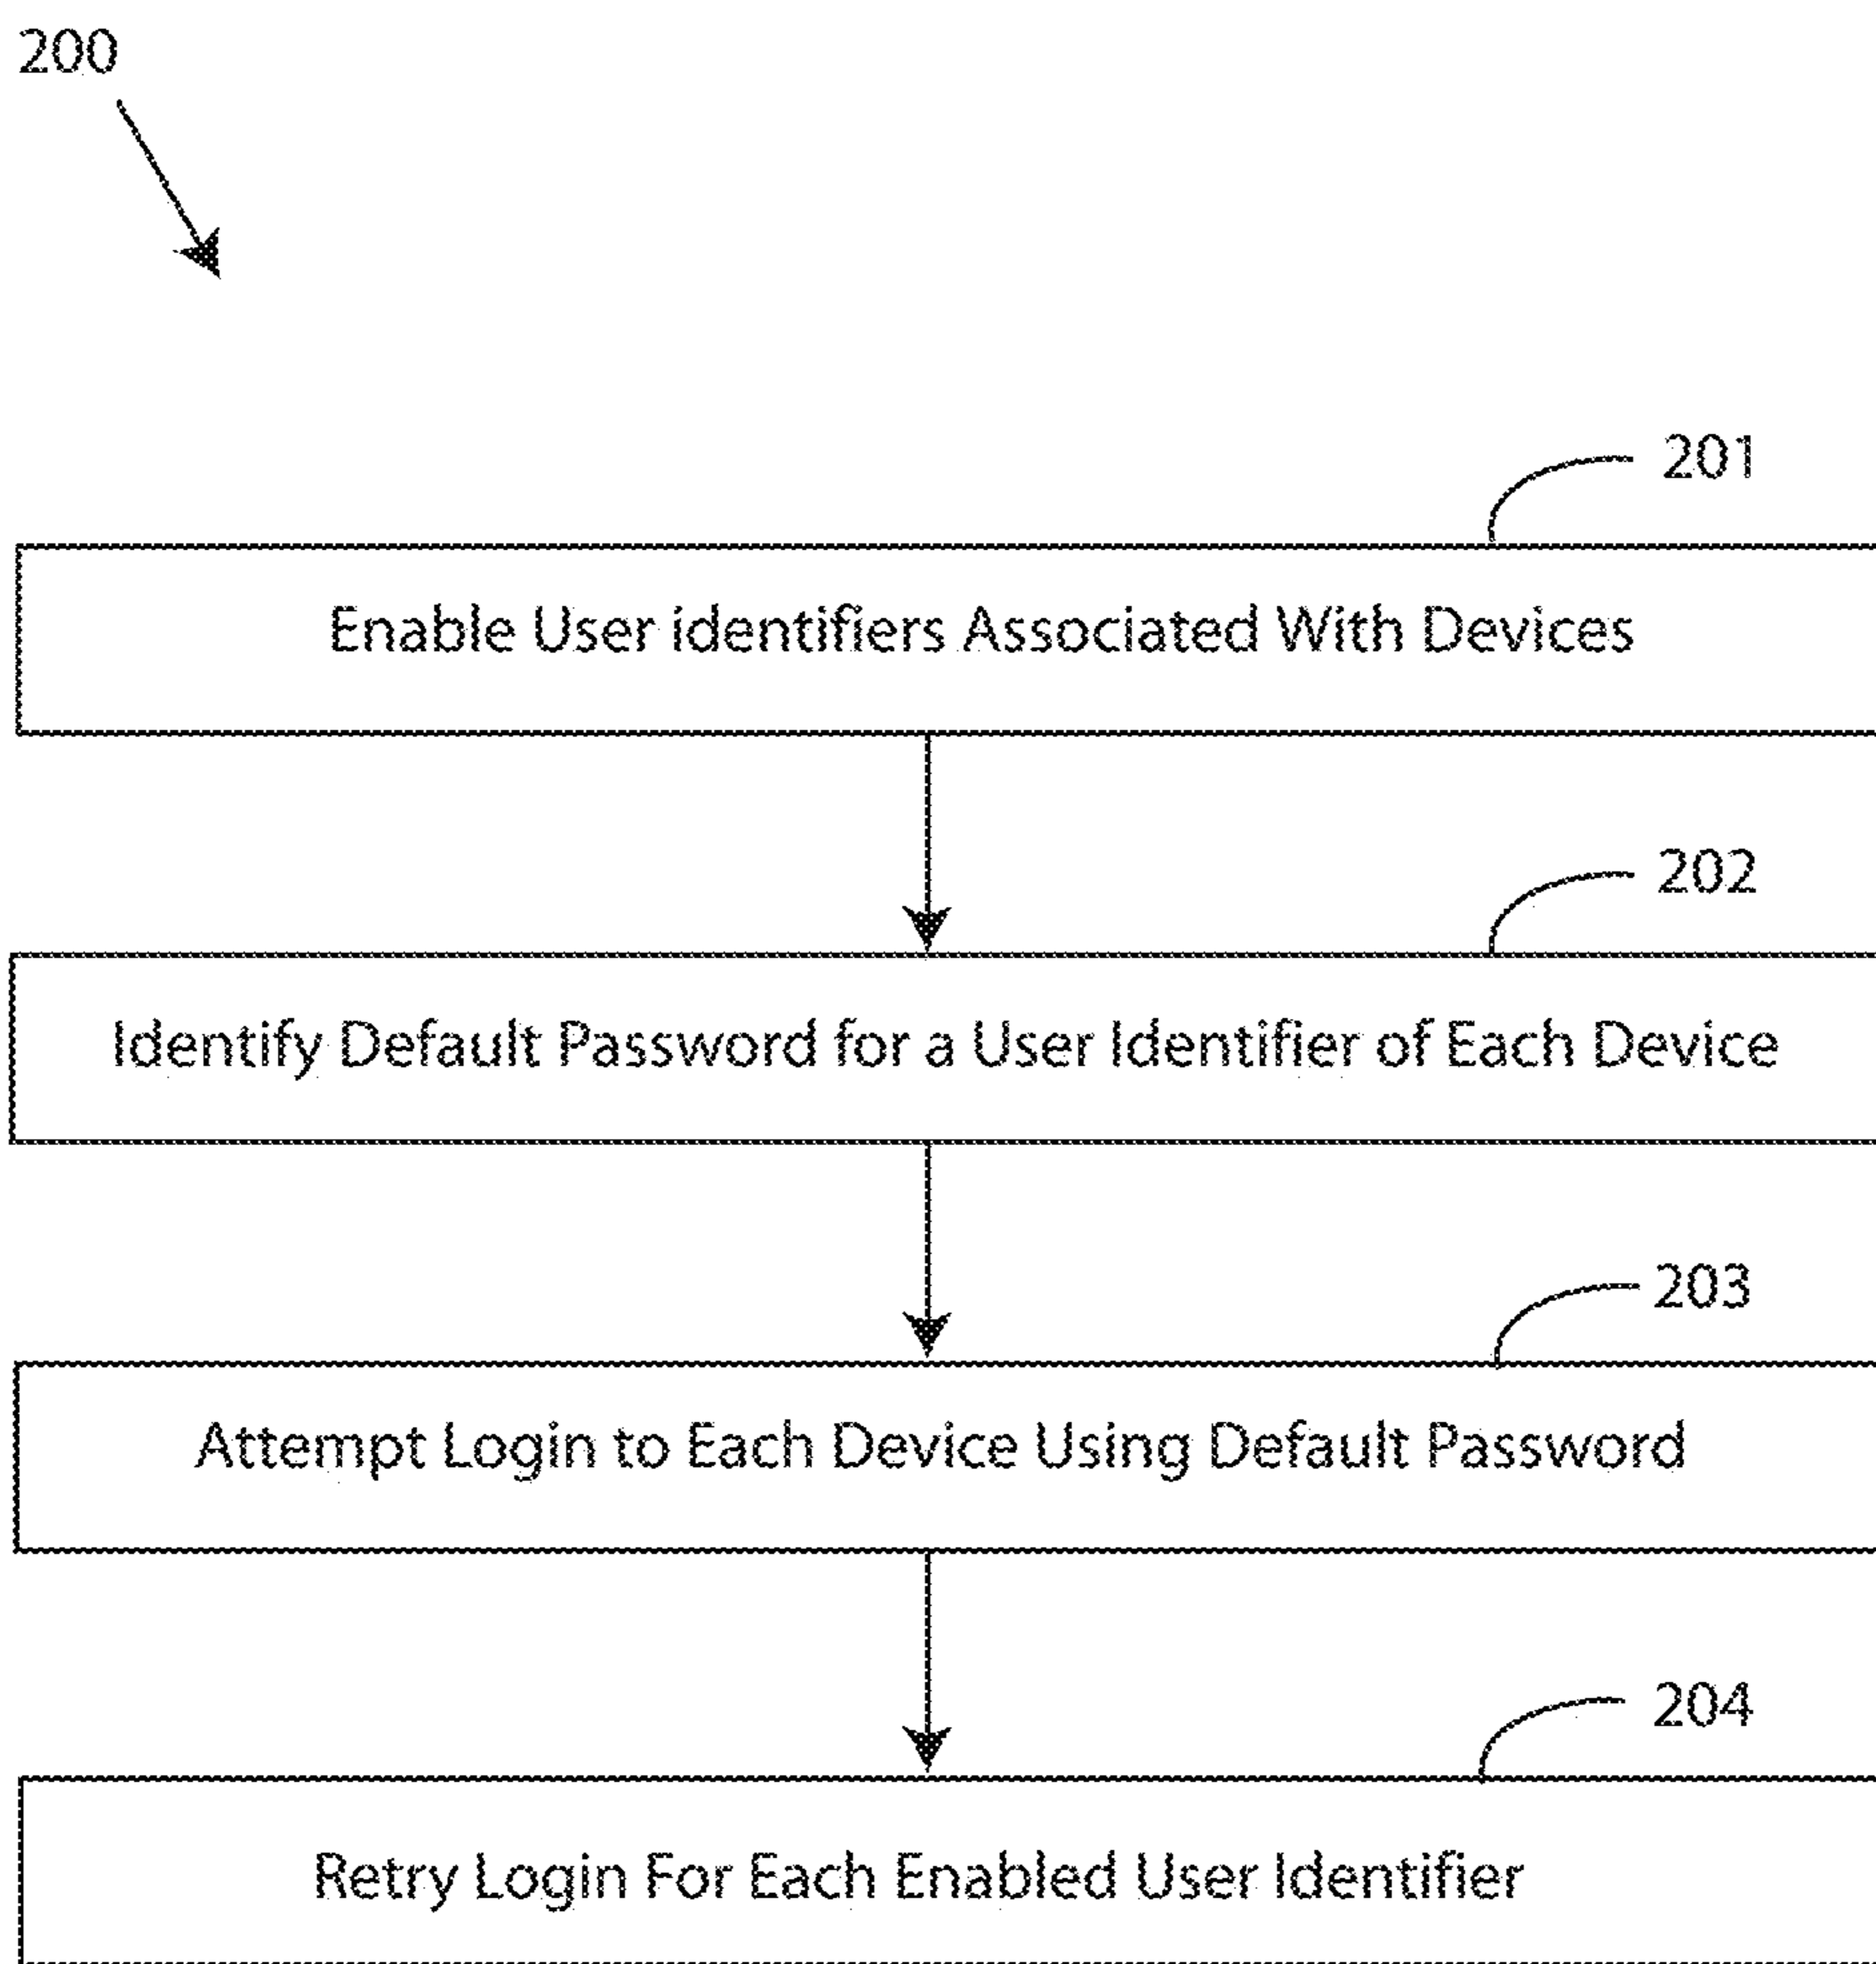 200
201
Enable User identifiers Associated With Devices
202
Identify Default Password for a User Identifier of Each Device
203
Attempt Login to Each Device Using Default Password
204
Retry Login For Each Enabled User Identifier